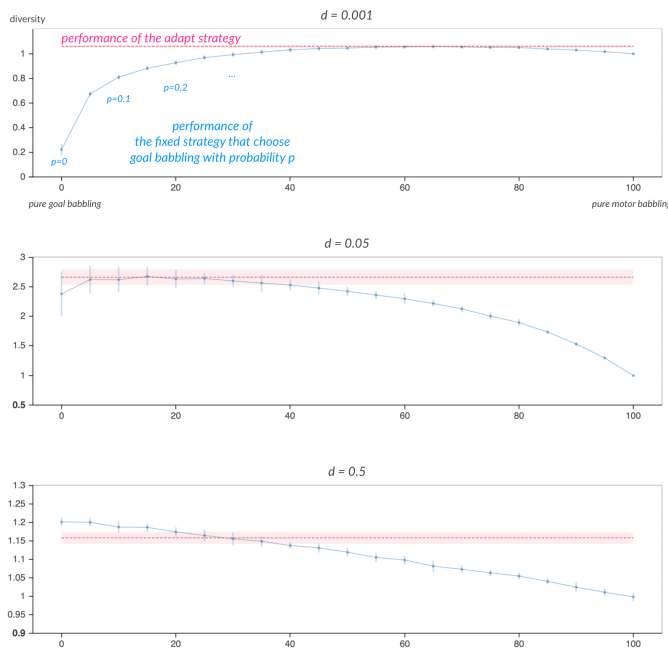 diversity
d = 0.001
performance of the adapt strategy
1
0.8
0.6
0.4
0.2
0
p=0
p=0.1
p=0.2
...
performance of
the fixed strategy that choose
goal babbling with probability p
0 20 40 60 80 100
pure goal babbling
pure motor babbling
d = 0.05
3
2.5
2
1.5
1
0.5
0 20 40 60 80 100
d = 0.5
1.3
1.25
1.2
1.15
1.1
1.05
1
0.95
0.9
0 20 40 60 80 100